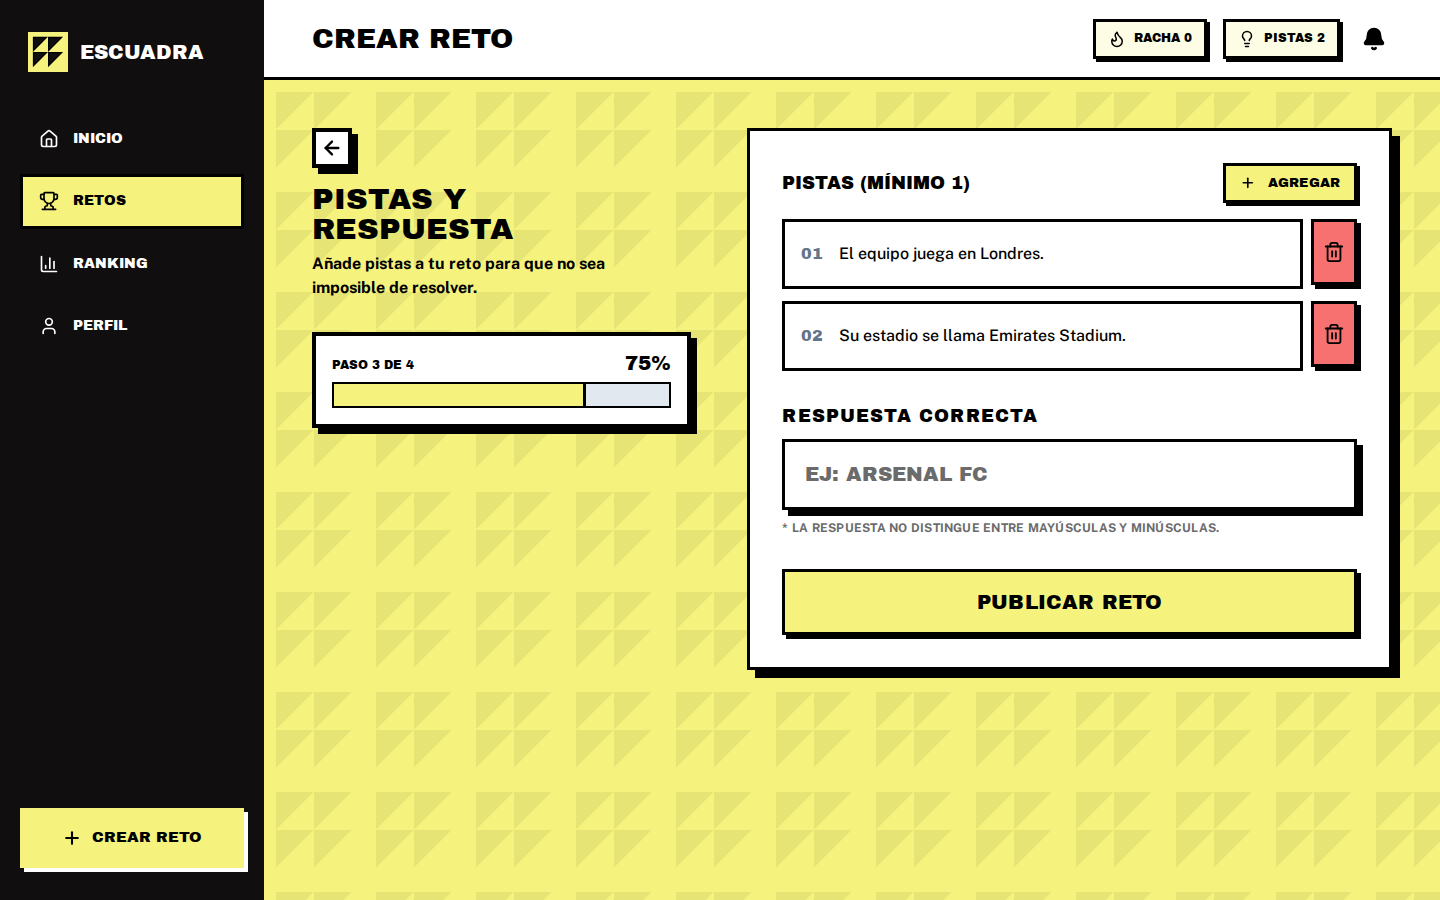 ESCUADRA
INICIO
RETOS
RANKING
PERFIL
CREAR RETO
CREAR RETO
RACHA 0
PISTAS 2
PISTAS Y
RESPUESTA
Añade pistas a tu reto para que no sea
imposible de resolver.
PASO 3 DE 4
75%
PISTAS (MÍNIMO 1)
AGREGAR
01 El equipo juega en Londres.
02 Su estadio se llama Emirates Stadium.
RESPUESTA CORRECTA
EJ: ARSENAL FC
* LA RESPUESTA NO DISTINGUE ENTRE MAYÚSCULAS Y MINÚSCULAS.
PUBLICAR RETO